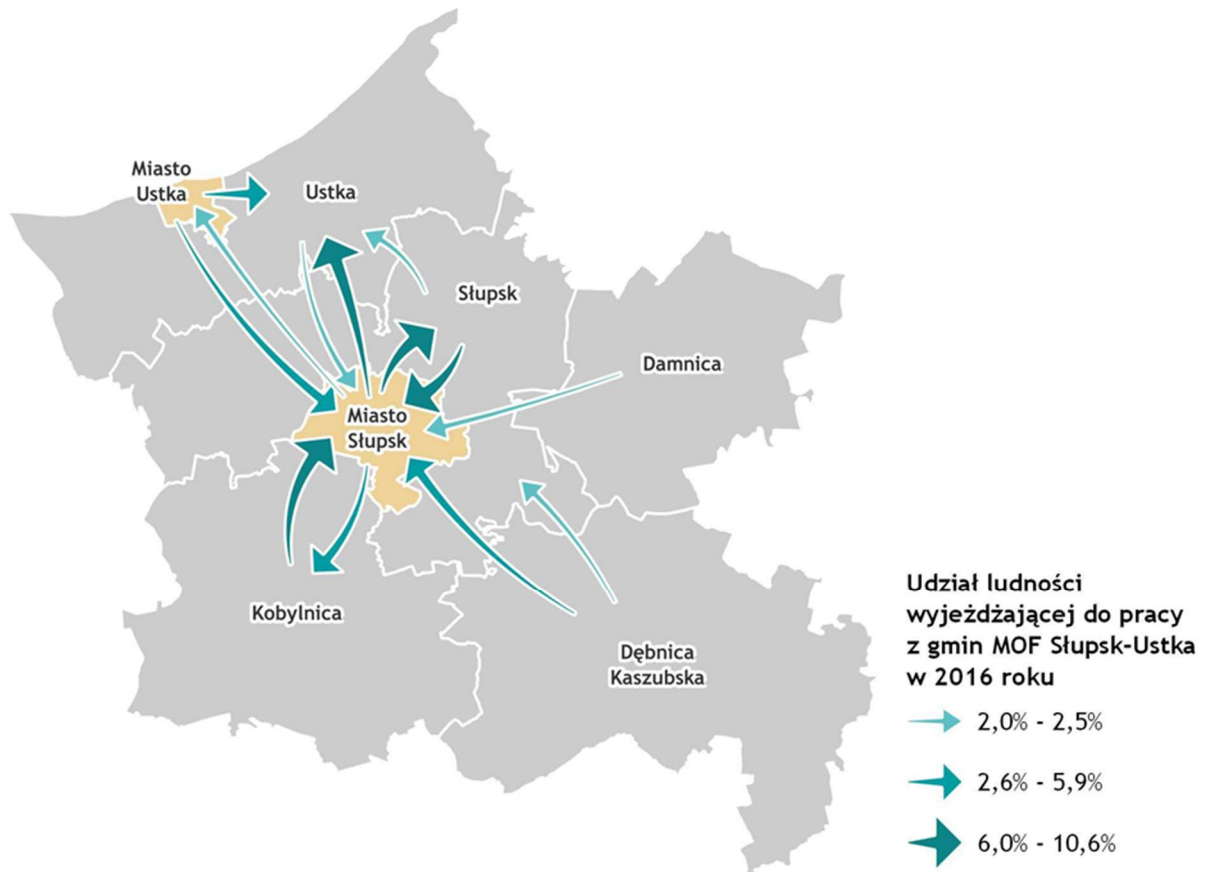 Miasto
Ustka
Ustka
Słupsk
Damnica
Miasto
Słupsk
Kobylnica
Dębnica
Kaszubska
Udział ludności
wyjeżdżającej do pracy
z gmin MOF Słupsk-Ustka
w 2016 roku
2,0% - 2,5%
2,6% - 5,9%
6,0% - 10,6%